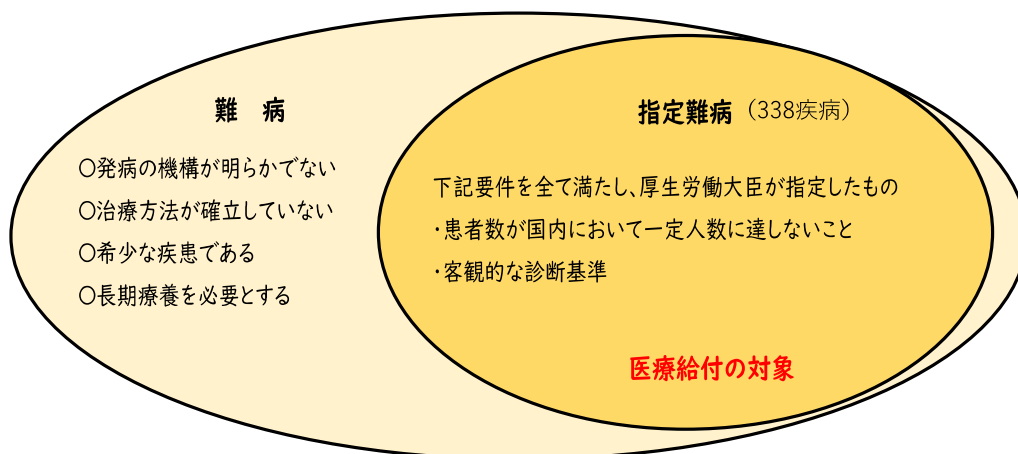 難　病
〇発病の機構が明らかでない
〇治療方法が確立していない
〇希少な疾患である
〇長期療養を必要とする
指定難病（338疾病）
下記要件を全て満たし、厚生労働大臣が指定したもの
・患者数が国内において一定人数に達しないこと
・客観的な診断基準
医療給付の対象